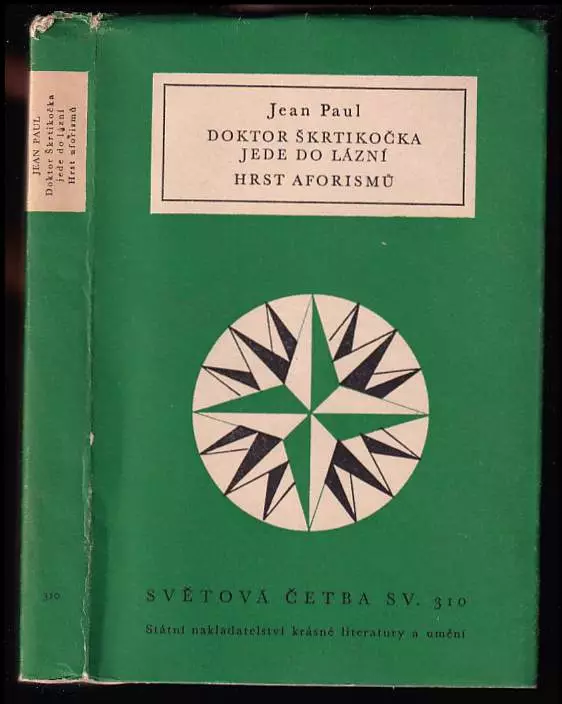 JEAN PAUL
Doktor Škrtikočka
jede do lázní
Hrst aforismů
310
Jean Paul
DOKTOR ŠKRTIKOČKA
JEDE DO LÁZNÍ
HRST AFORISMŮ
SVĚTOVÁ ČETBA SV. 310
Státní nakladatelství krásné literatury a umění